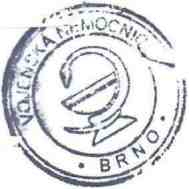 VOJENSKÁ NEMOCNICE
• BRNO •